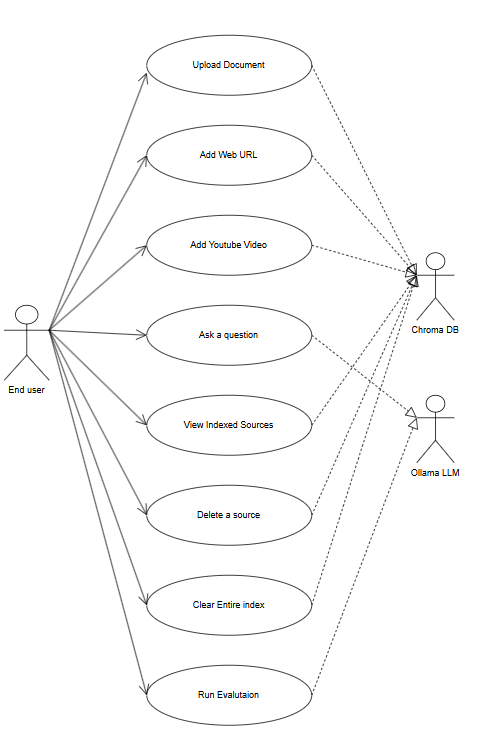 Upload Document
Add Web URL
Add Youtube Video
Ask a question
View Indexed Sources
Delete a source
Clear Entire index
Run Evalutaion
End user
Chroma DB
Ollama LLM